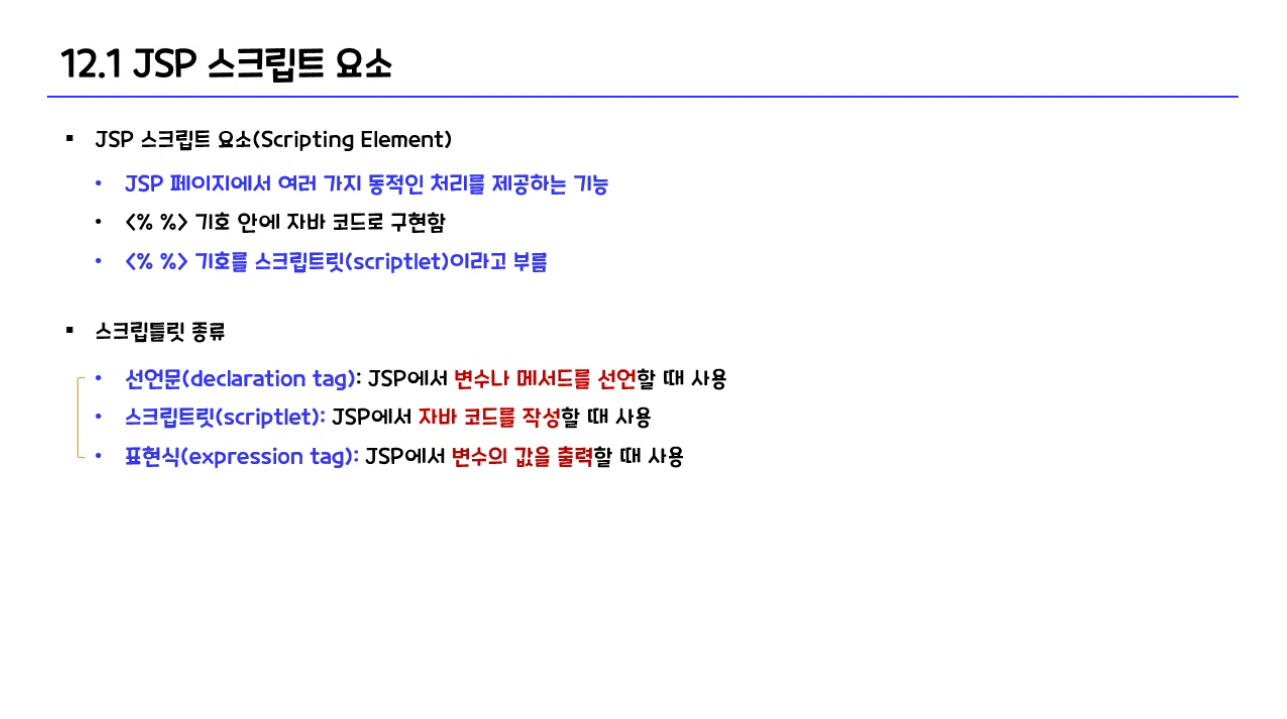 12.1 JSP 스크립트 요소
▪ JSP 스크립트 요소(Scripting Element)
• JSP 페이지에서 여러 가지 동적인 처리를 제공하는 기능
• <% %> 기호 안에 자바 코드로 구현함
• <% %> 기호를 스크립트릿(scriptlet)이라고 부름
▪ 스크립틀릿 종류
• 선언문(declaration tag): JSP에서 변수나 메서드를 선언할 때 사용
• 스크립트릿(scriptlet): JSP에서 자바 코드를 작성할 때 사용
• 표현식(expression tag): JSP에서 변수의 값을 출력할 때 사용